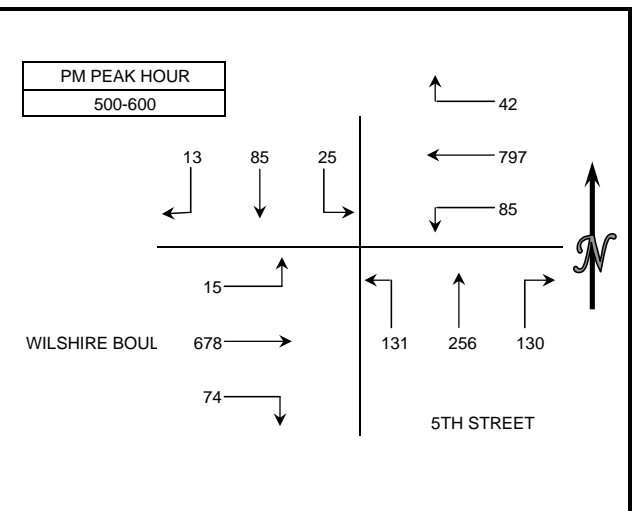 PM PEAK HOUR
500-600
42
13 85 25
797
85
15
WILSHIRE BOUL 678
131 256 130
74
5TH STREET
N